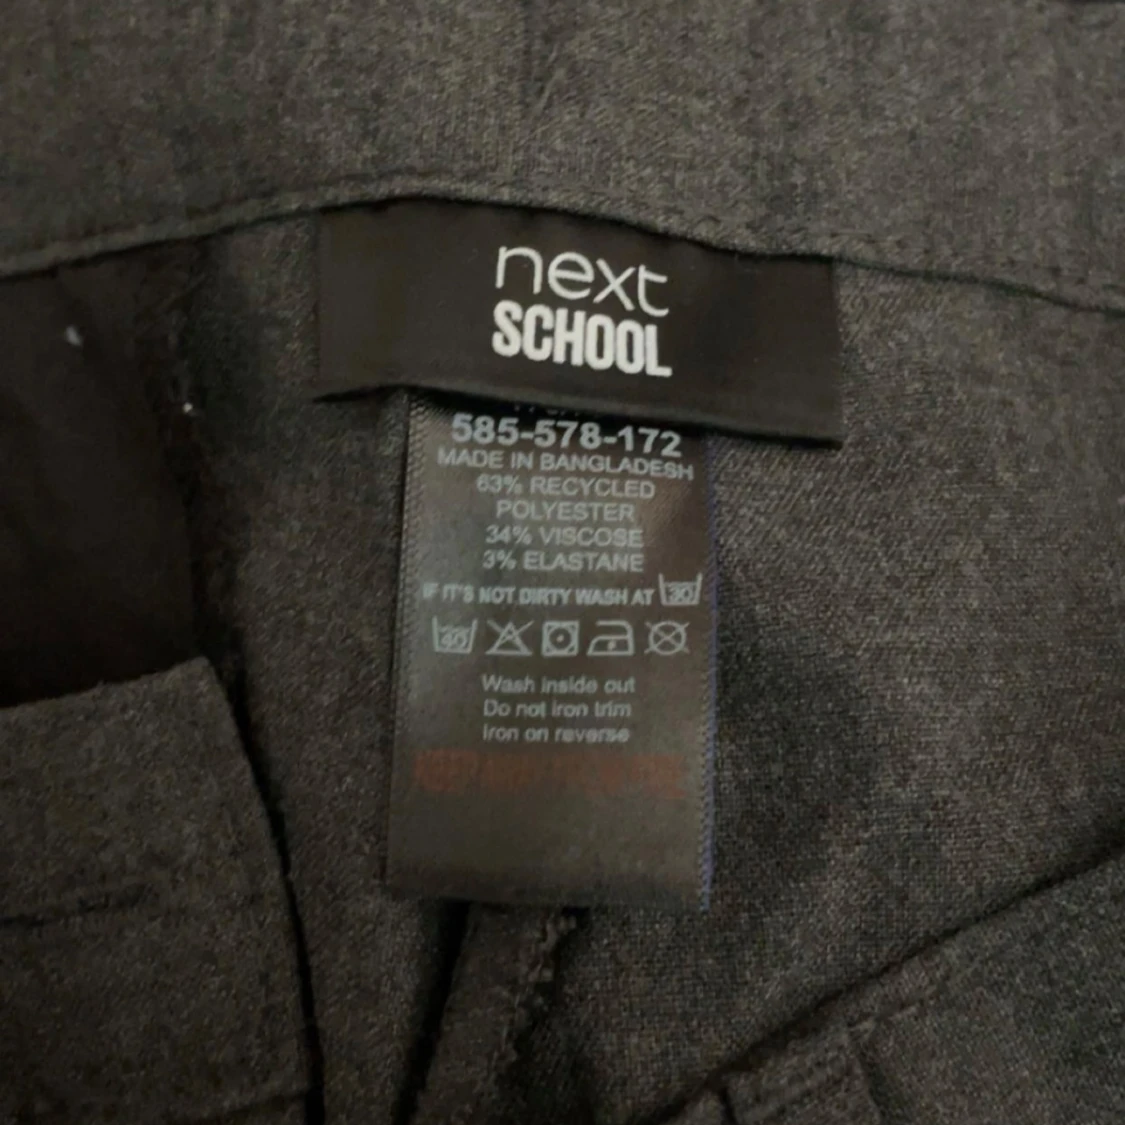 next
SCHOOL
585-578-172
MADE IN BANGLADESH
63% RECYCLED
POLYESTER
34% VISCOSE
3% ELASTANE
IF IT'S NOT DIRTY WASH AT 30
40
Wash inside out
Do not iron trim
Iron on reverse